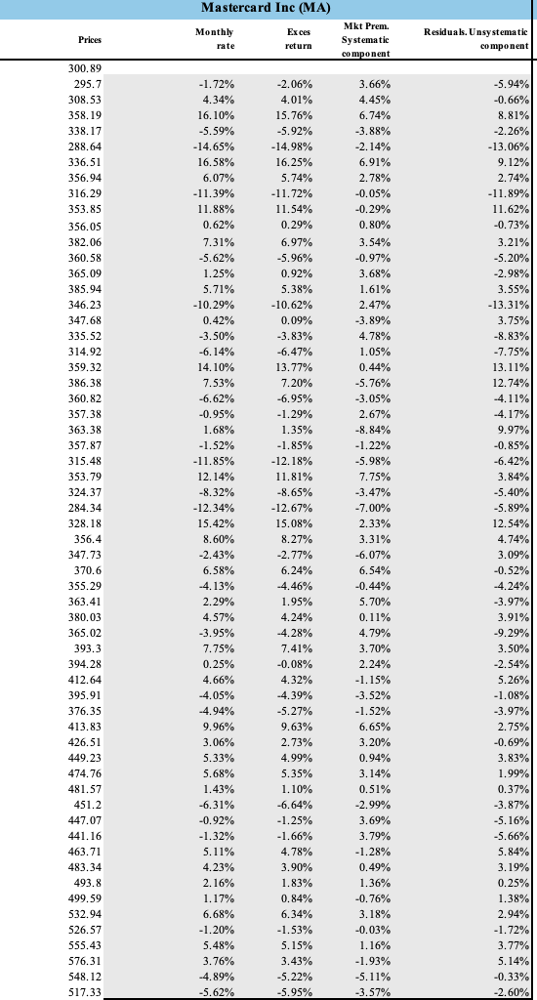 Mastercard Inc (MA)
Prices Monthly rate Exces return Mkt Prem. Systematic component Residuals. Unsystematic component
300.89
295.7 -1.72% -2.06% 3.66% -5.94%
308.53 4.34% 4.01% 4.45% -0.66%
358.19 16.10% 15.76% 6.74% 8.81%
338.17 -5.59% -5.92% -3.88% -2.26%
288.64 -14.65% -14.98% -2.14% -13.06%
336.51 16.58% 16.25% 6.91% 9.12%
356.94 6.07% 5.74% 2.78% 2.74%
316.29 -11.39% -11.72% -0.05% -11.89%
353.85 11.88% 11.54% -0.29% 11.62%
356.05 0.62% 0.29% 0.80% -0.73%
382.06 7.31% 6.97% 3.54% 3.21%
360.58 -5.62% -5.96% -0.97% -5.20%
365.09 1.25% 0.92% 3.68% -2.98%
385.94 5.71% 5.38% 1.61% 3.55%
346.23 -10.29% -10.62% 2.47% -13.31%
347.68 0.42% 0.09% -3.89% 3.75%
335.52 -3.50% -3.83% 4.78% -8.83%
314.92 -6.14% -6.47% 1.05% -7.75%
359.32 14.10% 13.77% 0.44% 13.11%
386.38 7.53% 7.20% -5.76% 12.74%
360.82 -6.62% -6.95% -3.05% -4.11%
357.38 -0.95% -1.29% 2.67% -4.17%
363.38 1.68% 1.35% -8.84% 9.97%
357.87 -1.52% -1.85% -1.22% -0.85%
315.48 -11.85% -12.18% -5.98% -6.42%
353.79 12.14% 11.81% 7.75% 3.84%
324.37 -8.32% -8.65% -3.47% -5.40%
284.34 -12.34% -12.67% -7.00% -5.89%
328.18 15.42% 15.08% 2.33% 12.54%
356.4 8.60% 8.27% 3.31% 4.74%
347.73 -2.43% -2.77% -6.07% 3.09%
370.6 6.58% 6.24% 6.54% -0.52%
355.29 -4.13% -4.46% -0.44% -4.24%
363.41 2.29% 1.95% 5.70% -3.97%
380.03 4.57% 4.24% 0.11% 3.91%
365.02 -3.95% -4.28% 4.79% -9.29%
393.3 7.75% 7.41% 3.70% 3.50%
394.28 0.25% -0.08% 2.24% -2.54%
412.64 4.66% 4.32% -1.15% 5.26%
395.91 -4.05% -4.39% -3.52% -1.08%
376.35 -4.94% -5.27% -1.52% -3.97%
413.83 9.96% 9.63% 6.65% 2.75%
426.51 3.06% 2.73% 3.20% -0.69%
449.23 5.33% 4.99% 0.94% 3.83%
474.76 5.68% 5.35% 3.14% 1.99%
481.57 1.43% 1.10% 0.51% 0.37%
451.2 -6.31% -6.64% -2.99% -3.87%
447.07 -0.92% -1.25% 3.69% -5.16%
441.16 -1.32% -1.66% 3.79% -5.66%
463.71 5.11% 4.78% -1.28% 5.84%
483.34 4.23% 3.90% 0.49% 3.19%
493.8 2.16% 1.83% 1.36% 0.25%
499.59 1.17% 0.84% -0.76% 1.38%
532.94 6.68% 6.34% 3.18% 2.94%
526.57 -1.20% -1.53% -0.03% -1.72%
555.43 5.48% 5.15% 1.16% 3.77%
576.31 3.76% 3.43% -1.93% 5.14%
548.12 -4.89% -5.22% -5.11% -0.33%
517.33 -5.62% -5.95% -3.57% -2.60%